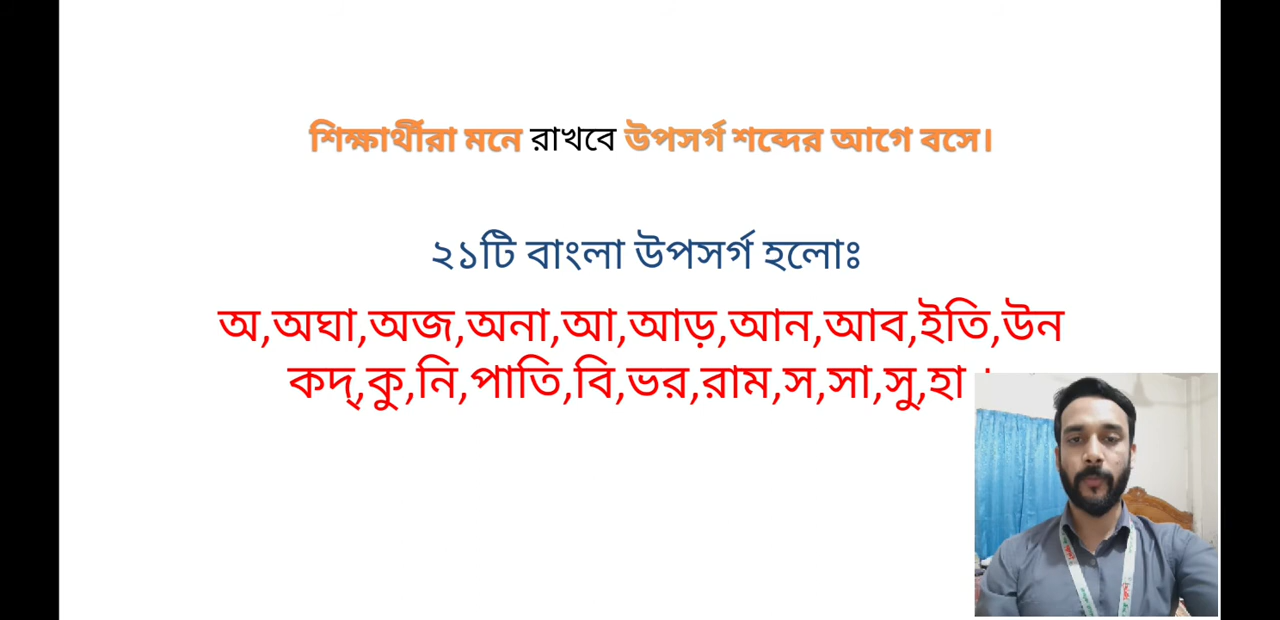 শিক্ষার্থীরা মনে রাখবে উপসর্গ শব্দের আগে বসে।
২১টি বাংলা উপসর্গ হলোঃ
অ,অঘা,অজ,অনা,আ,আড়,আন,আব,ইতি,উন
কদ্,কু,নি,পাতি,বি,ভর,রাম,স,সা,সু,হা ।